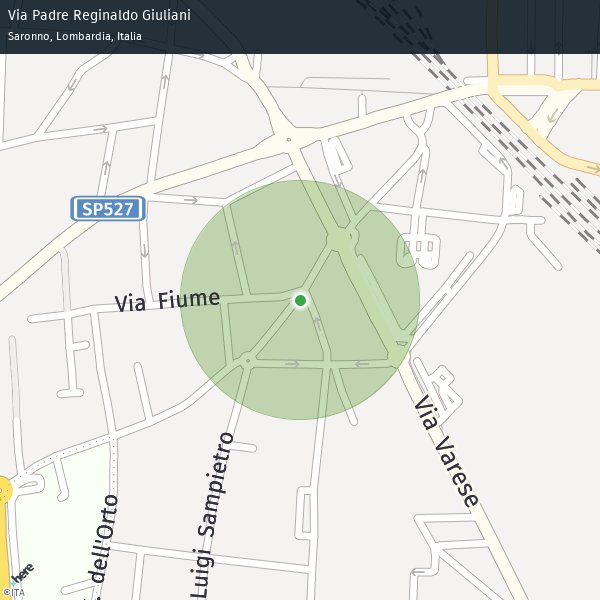 Via Padre Reginaldo Giuliani
Saronno, Lombardia, Italia
SP527
Via Fiume
Via Varese
Luigi Sampietro
. dell'Orto
here
©ITA